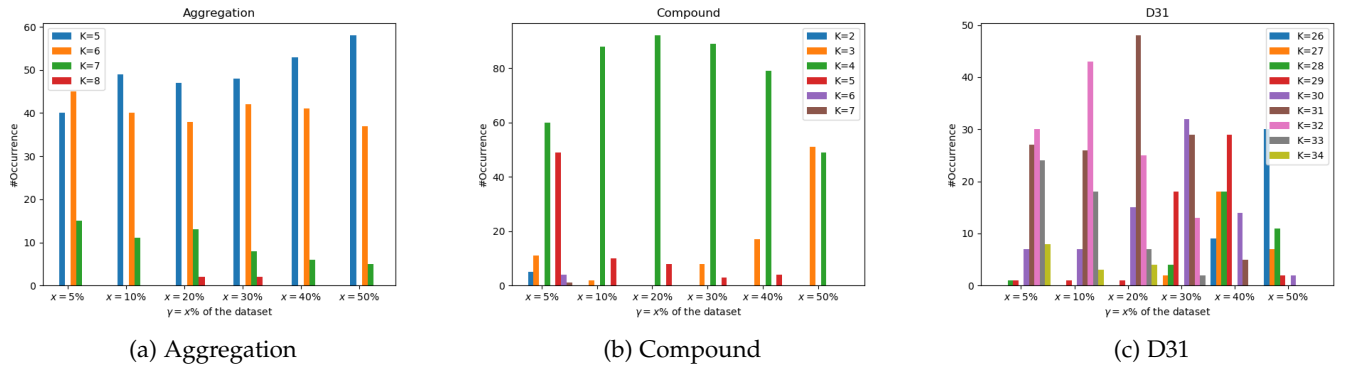 Aggregation
60
50
40
30
20
10
0
#Occurrence
K=5
K=6
K=7
K=8
x = 5% x = 10% x = 20% x = 30% x = 40% x = 50%
γ = x% of the dataset
(a) Aggregation
Compound
80
60
40
20
0
#Occurrence
K=2
K=3
K=4
K=5
K=6
K=7
x = 5% x = 10% x = 20% x = 30% x = 40% x = 50%
γ = x% of the dataset
(b) Compound
D31
50
40
30
20
10
0
#Occurrence
K=26
K=27
K=28
K=29
K=30
K=31
K=32
K=33
K=34
x = 5% x = 10% x = 20% x = 30% x = 40% x = 50%
γ = x% of the dataset
(c) D31